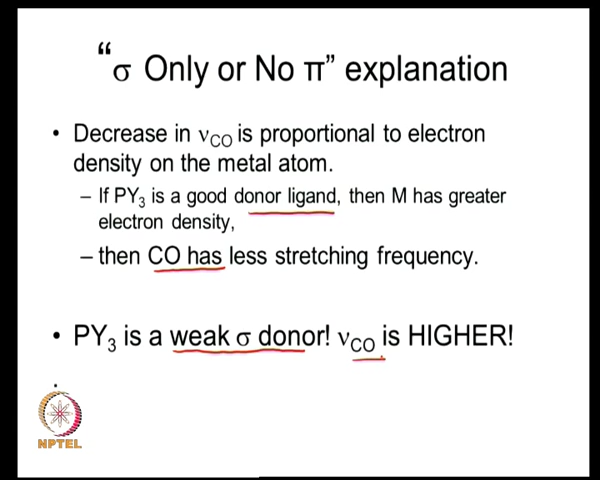 “σ Only or No π” explanation
• Decrease in νCO is proportional to electron
density on the metal atom.
– If PY3 is a good donor ligand, then M has greater
electron density,
– then CO has less stretching frequency.
• PY3 is a weak σ donor! νCO is HIGHER!
NPTEL